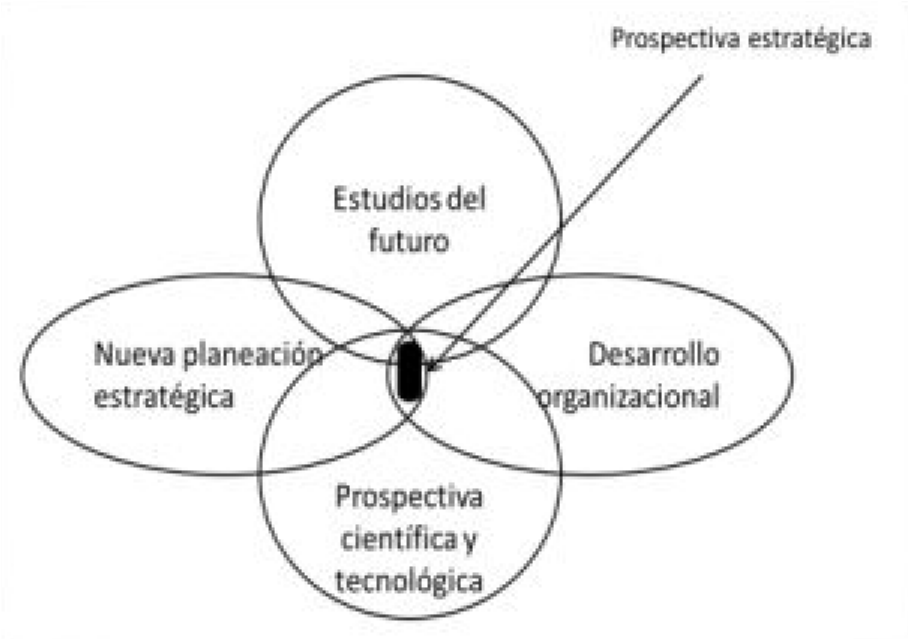 Prospectiva estratégica
Estudios del
futuro
Nueva planeación
estratégica
Desarrollo
organizacional
Prospectiva
científica y
tecnológica